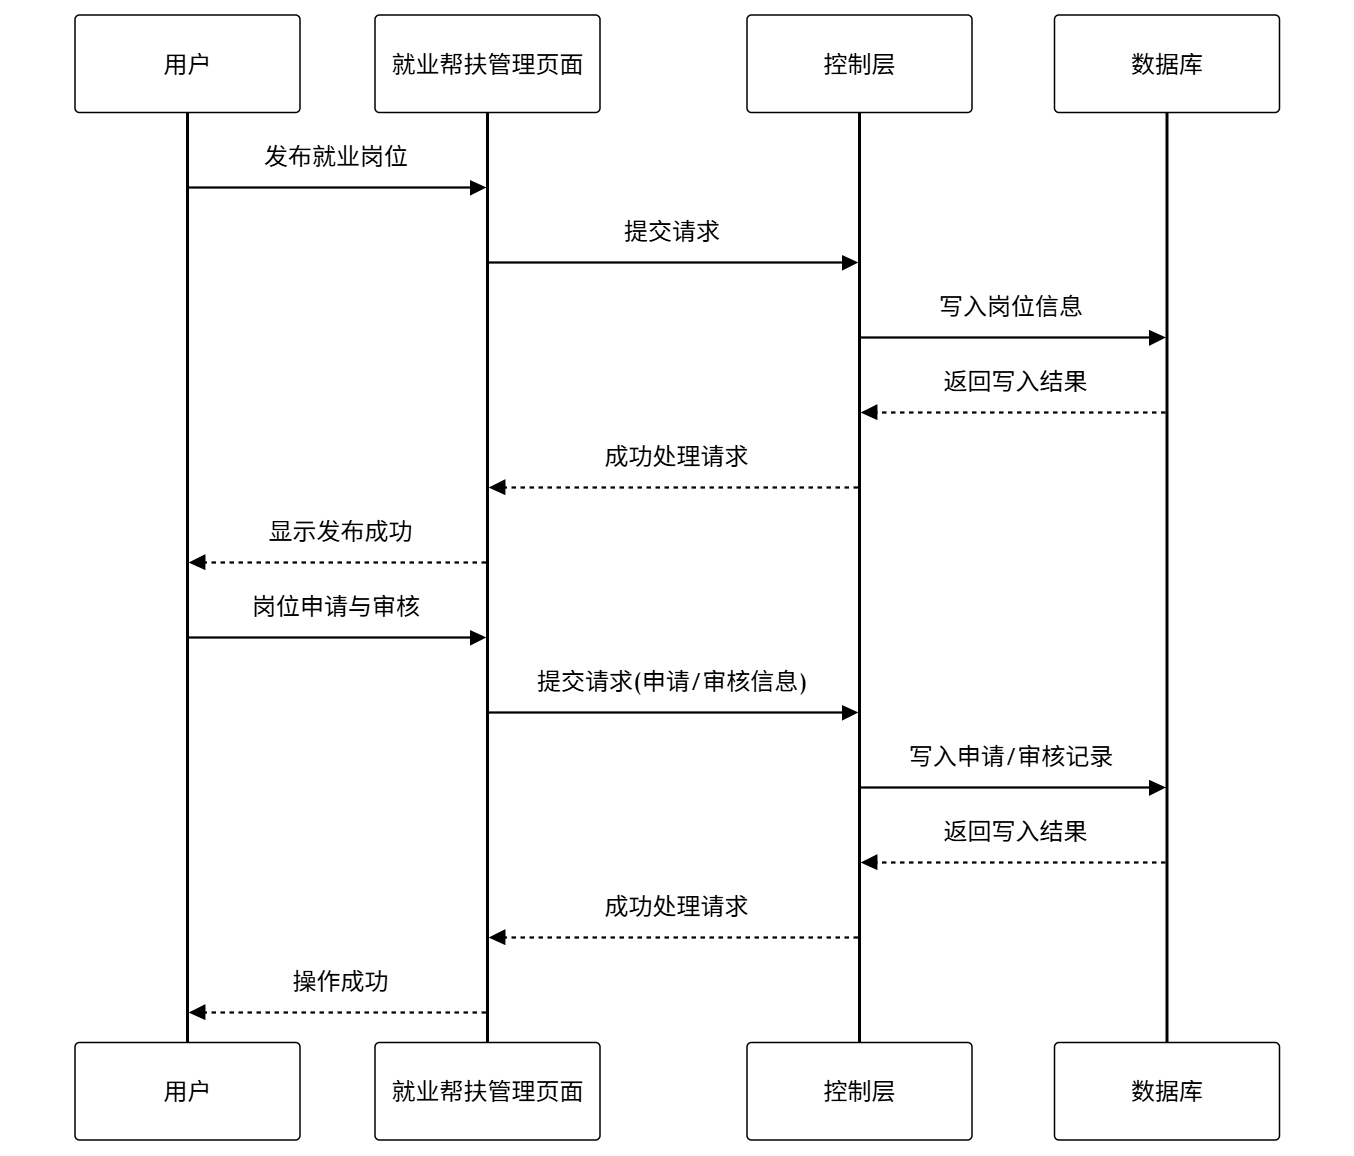 用户
就业帮扶管理页面
控制层
数据库
发布就业岗位
提交请求
写入岗位信息
返回写入结果
成功处理请求
显示发布成功
岗位申请与审核
提交请求(申请/审核信息)
写入申请/审核记录
返回写入结果
成功处理请求
操作成功
用户
就业帮扶管理页面
控制层
数据库